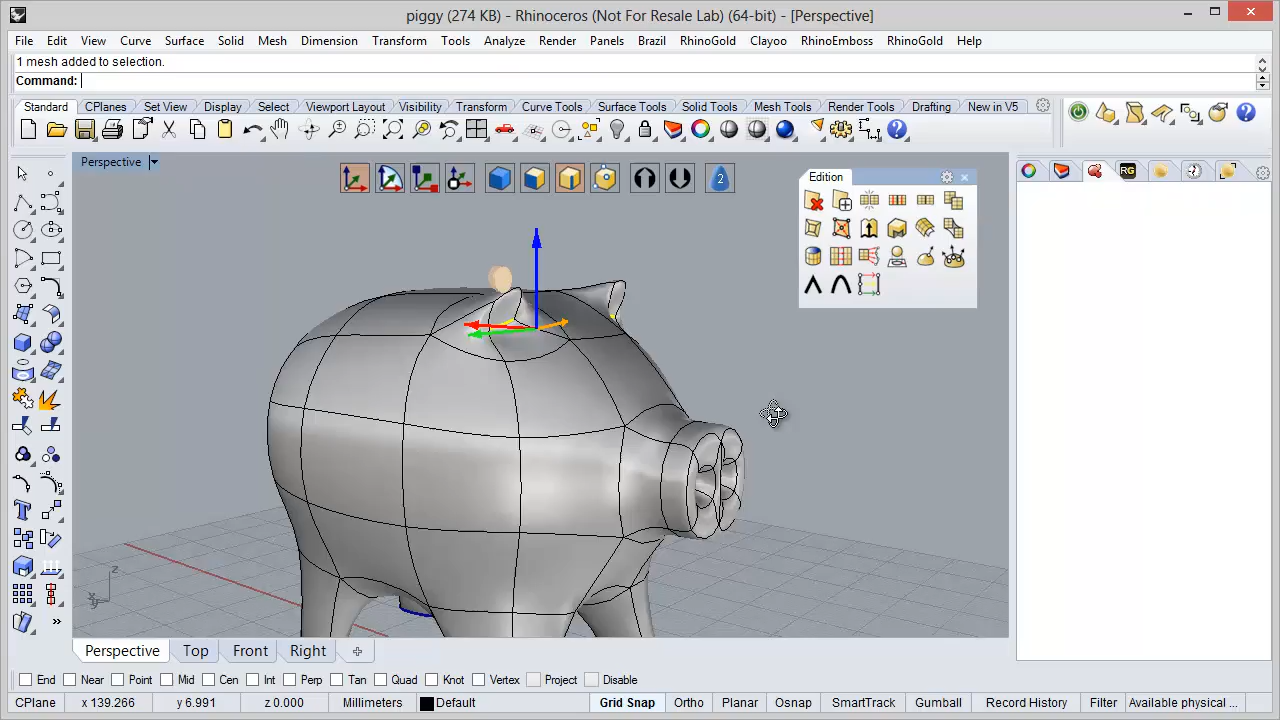 piggy (274 KB) - Rhinoceros (Not For Resale Lab) (64-bit) - [Perspective]
File Edit View Curve Surface Solid Mesh Dimension Transform Tools Analyze Render Panels Brazil RhinoGold Clayoo RhinoEmboss RhinoGold Help
1 mesh added to selection.
Command:
Standard CPlanes Set View Display Select Viewport Layout Visibility Transform Curve Tools Surface Tools Solid Tools Mesh Tools Render Tools Drafting New in V5
Perspective
2
Edition
RG
z
y
x
Perspective Top Front Right
End Near Point Mid Cen Int Perp Tan Quad Knot Vertex Project Disable
CPlane x 139.266 y 6.991 z 0.000 Millimeters Default Grid Snap Ortho Planar Osnap SmartTrack Gumball Record History Filter Available physical ...